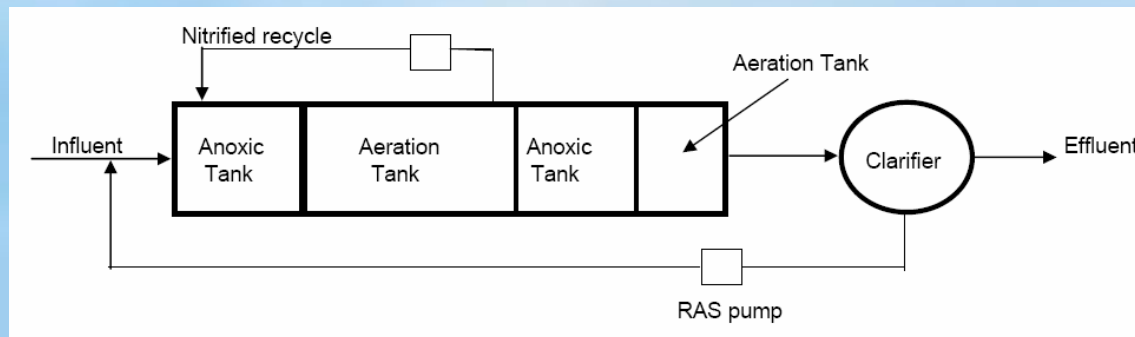 Nitrified recycle
Aeration Tank
Influent
Anoxic
Tank
Aeration
Tank
Anoxic
Tank
Clarifier
Effluent
RAS pump